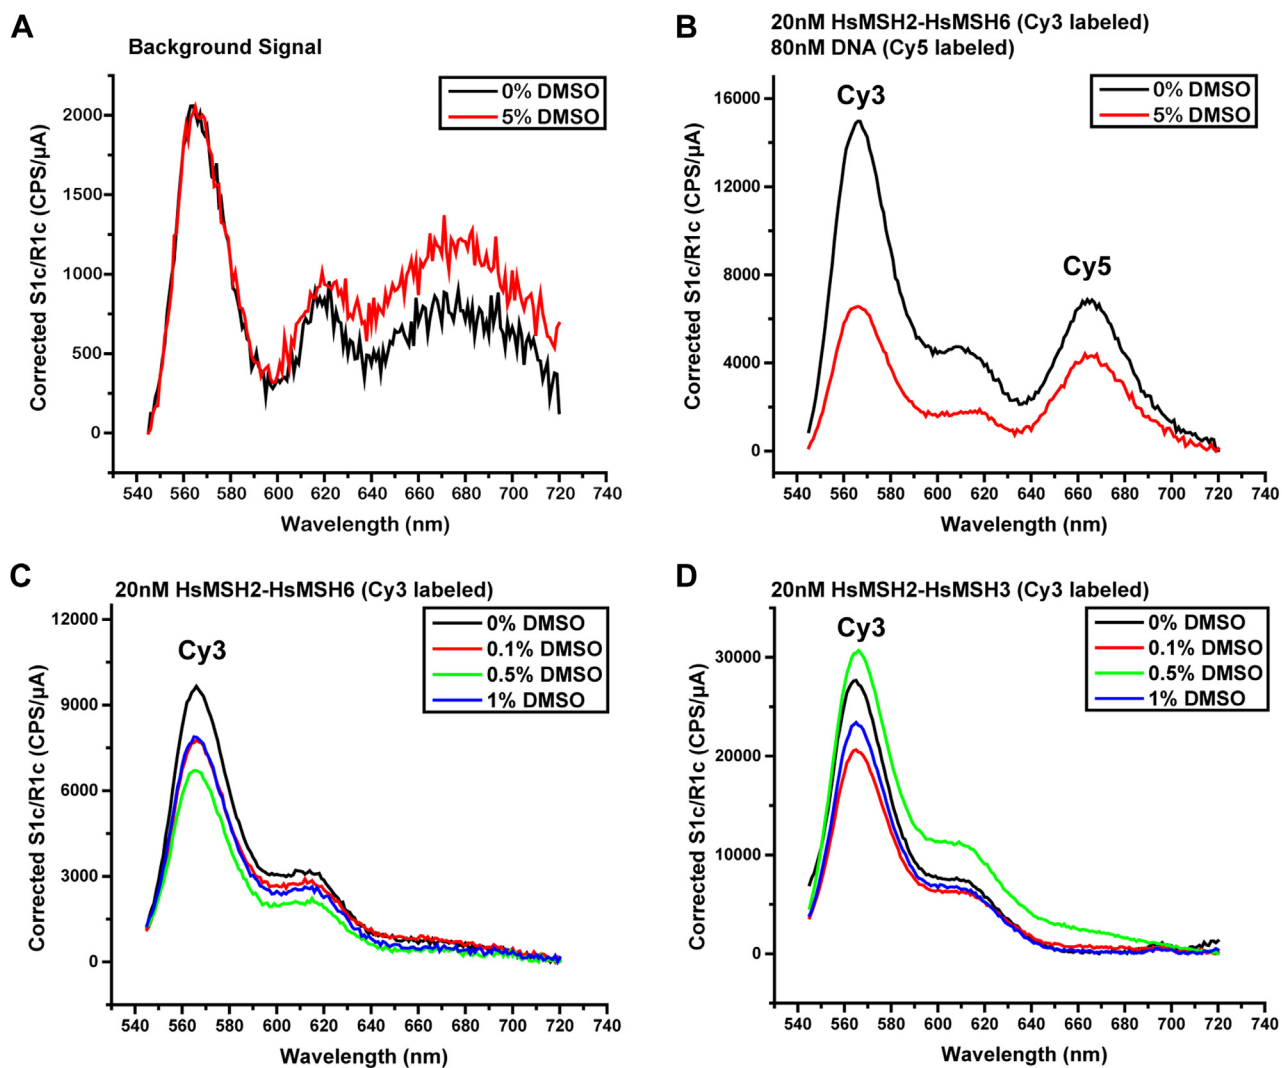 A
Background Signal
0% DMSO
5% DMSO
Corrected S1c/R1c (CPS/µA)
2000
1500
1000
500
0
540 560 580 600 620 640 660 680 700 720 740
Wavelength (nm)
B
20nM HsMSH2-HsMSH6 (Cy3 labeled)
80nM DNA (Cy5 labeled)
0% DMSO
5% DMSO
Cy3
Cy5
Corrected S1c/R1c (CPS/µA)
16000
12000
8000
4000
0
540 560 580 600 620 640 660 680 700 720 740
Wavelength (nm)
C
20nM HsMSH2-HsMSH6 (Cy3 labeled)
0% DMSO
0.1% DMSO
0.5% DMSO
1% DMSO
Cy3
Corrected S1c/R1c (CPS/µA)
12000
9000
6000
3000
0
540 560 580 600 620 640 660 680 700 720 740
Wavelength (nm)
D
20nM HsMSH2-HsMSH3 (Cy3 labeled)
0% DMSO
0.1% DMSO
0.5% DMSO
1% DMSO
Cy3
Corrected S1c/R1c (CPS/µA)
30000
20000
10000
0
540 560 580 600 620 640 660 680 700 720 740
Wavelength (nm)